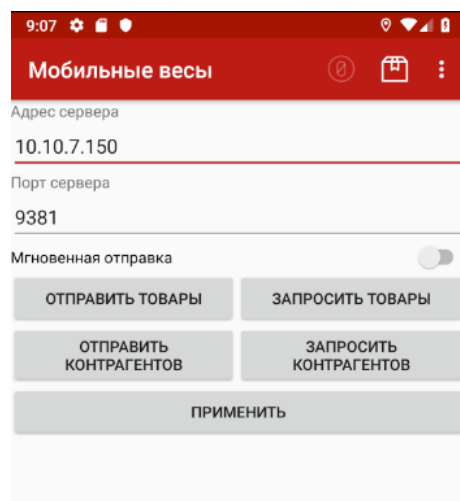 9:07
Мобильные весы
0
Адрес сервера
10.10.7.150
Порт сервера
9381
Мгновенная отправка
ОТПРАВИТЬ ТОВАРЫ
ЗАПРОСИТЬ ТОВАРЫ
ОТПРАВИТЬ
КОНТРАГЕНТОВ
ЗАПРОСИТЬ
КОНТРАГЕНТОВ
ПРИМЕНИТЬ